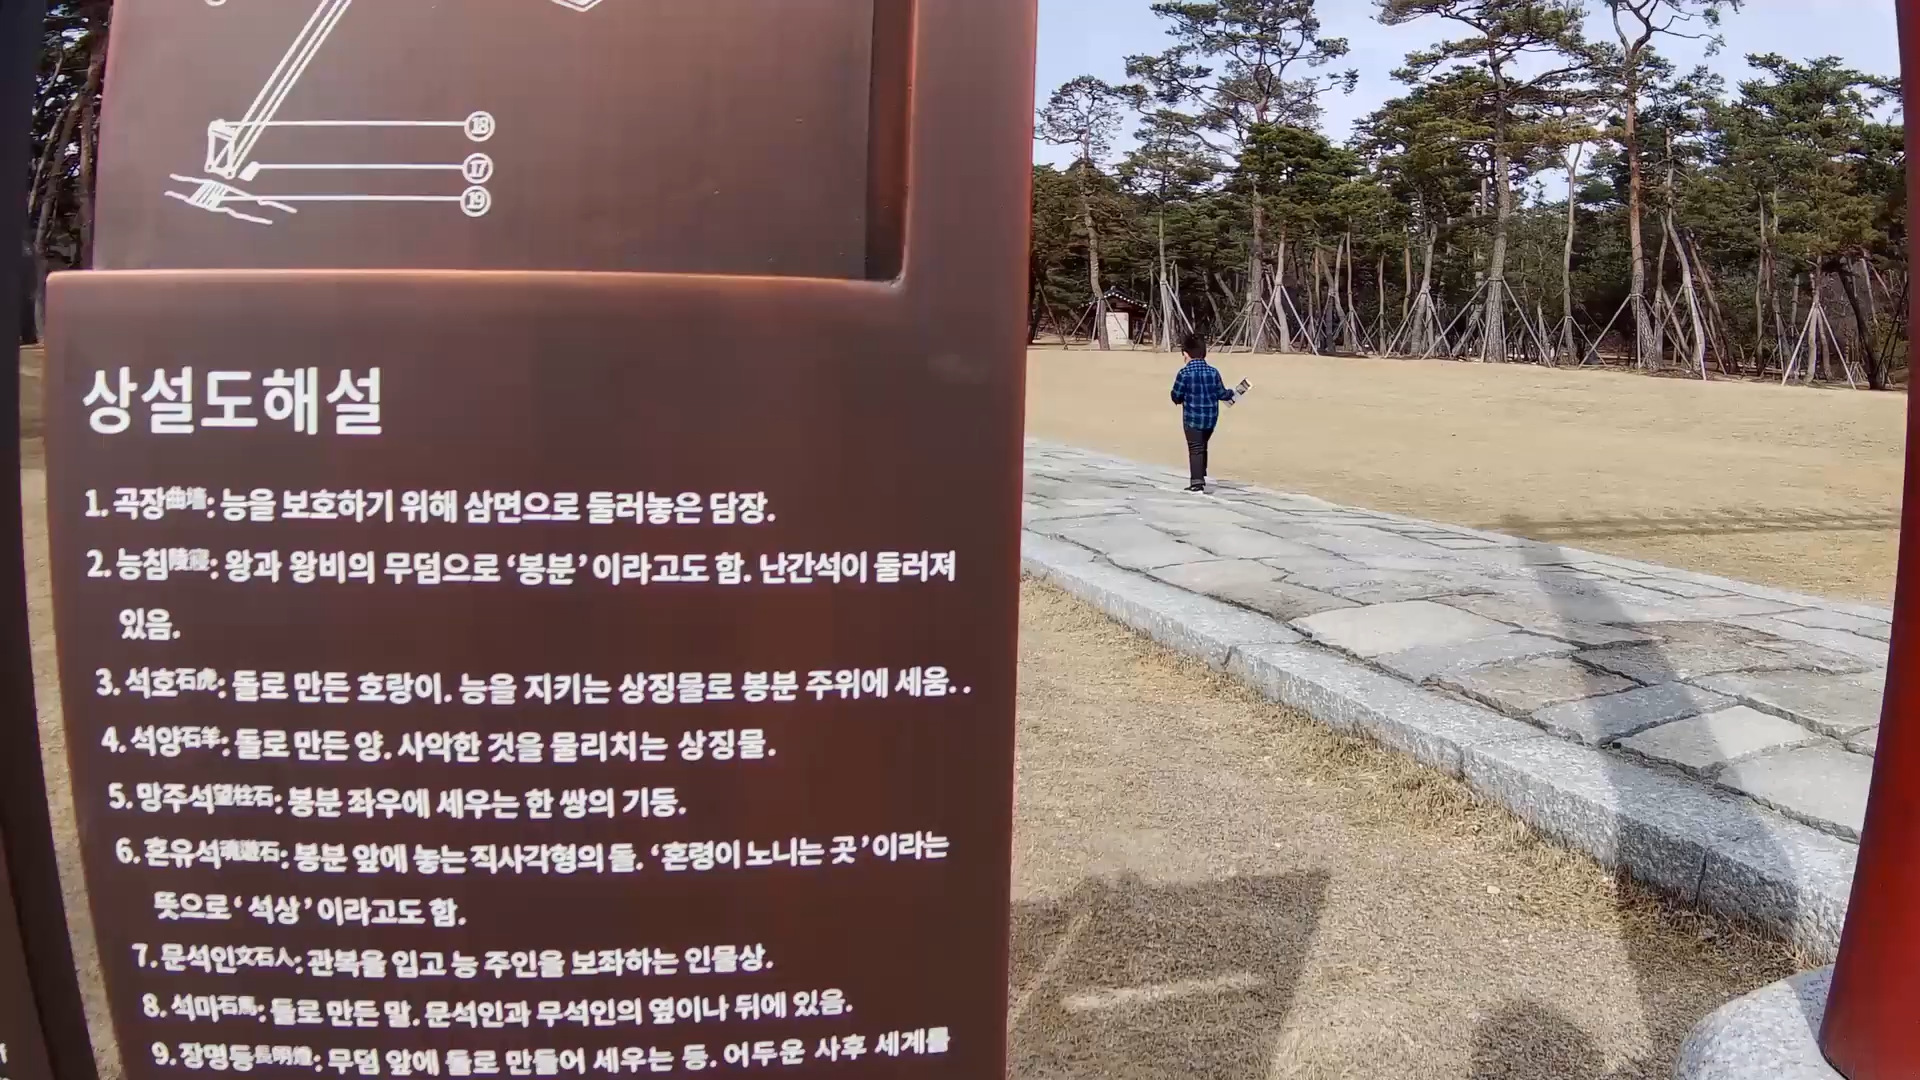 ⑱
⑰
⑲
상설도해설
1. 곡장曲墻: 능을 보호하기 위해 삼면으로 둘러놓은 담장.
2. 능침陵寢: 왕과 왕비의 무덤으로 ‘봉분’이라고도 함. 난간석이 둘러져
있음.
3. 석호石虎: 돌로 만든 호랑이. 능을 지키는 상징물로 봉분 주위에 세움. .
4. 석양石羊: 돌로 만든 양. 사악한 것을 물리치는 상징물.
5. 망주석望柱石: 봉분 좌우에 세우는 한 쌍의 기둥.
6. 혼유석魂遊石: 봉분 앞에 놓는 직사각형의 돌. ‘혼령이 노니는 곳’이라는
뜻으로 ‘석상’이라고도 함.
7. 문석인文石人: 관복을 입고 능 주인을 보좌하는 인물상.
8. 석마石馬: 돌로 만든 말. 문석인과 무석인의 옆이나 뒤에 있음.
9. 장명등長明燈: 무덤 앞에 돌로 만들어 세우는 등. 어두운 사후 세계를